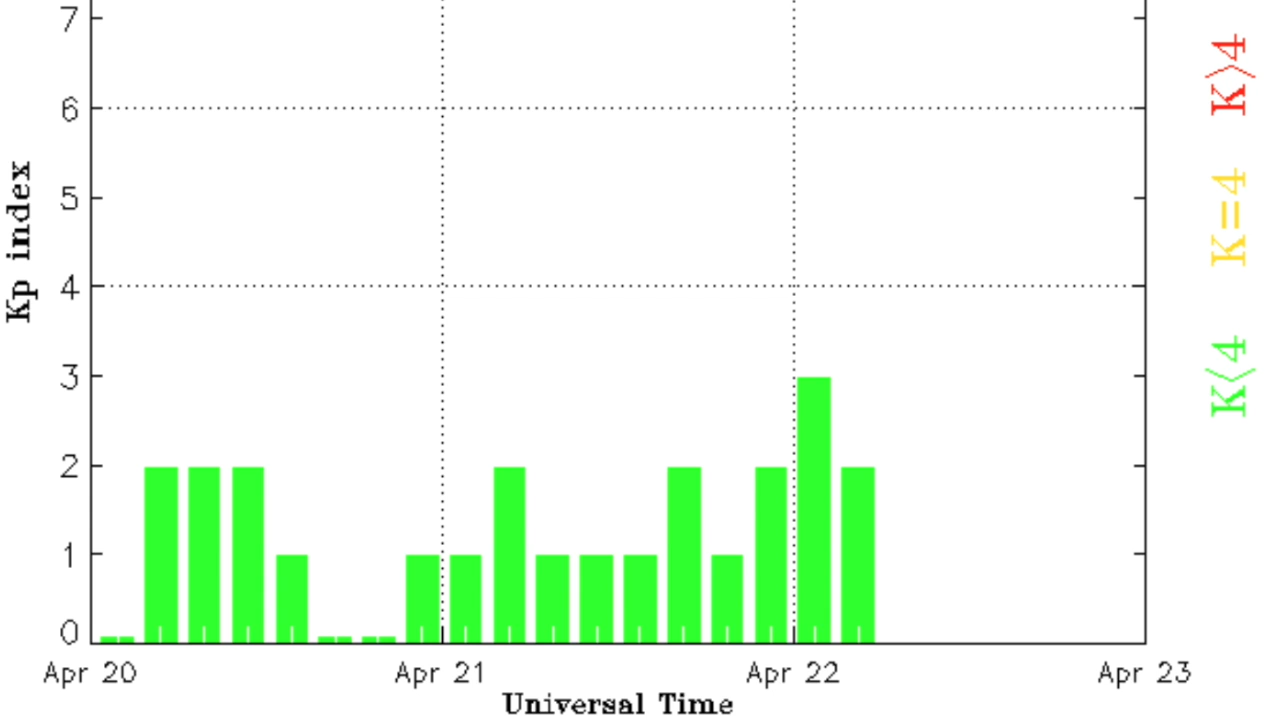 7
6
5
4
3
2
1
0
Kp index
Apr 20
Apr 21
Apr 22
Apr 23
Universal Time
K>4
K=4
K<4